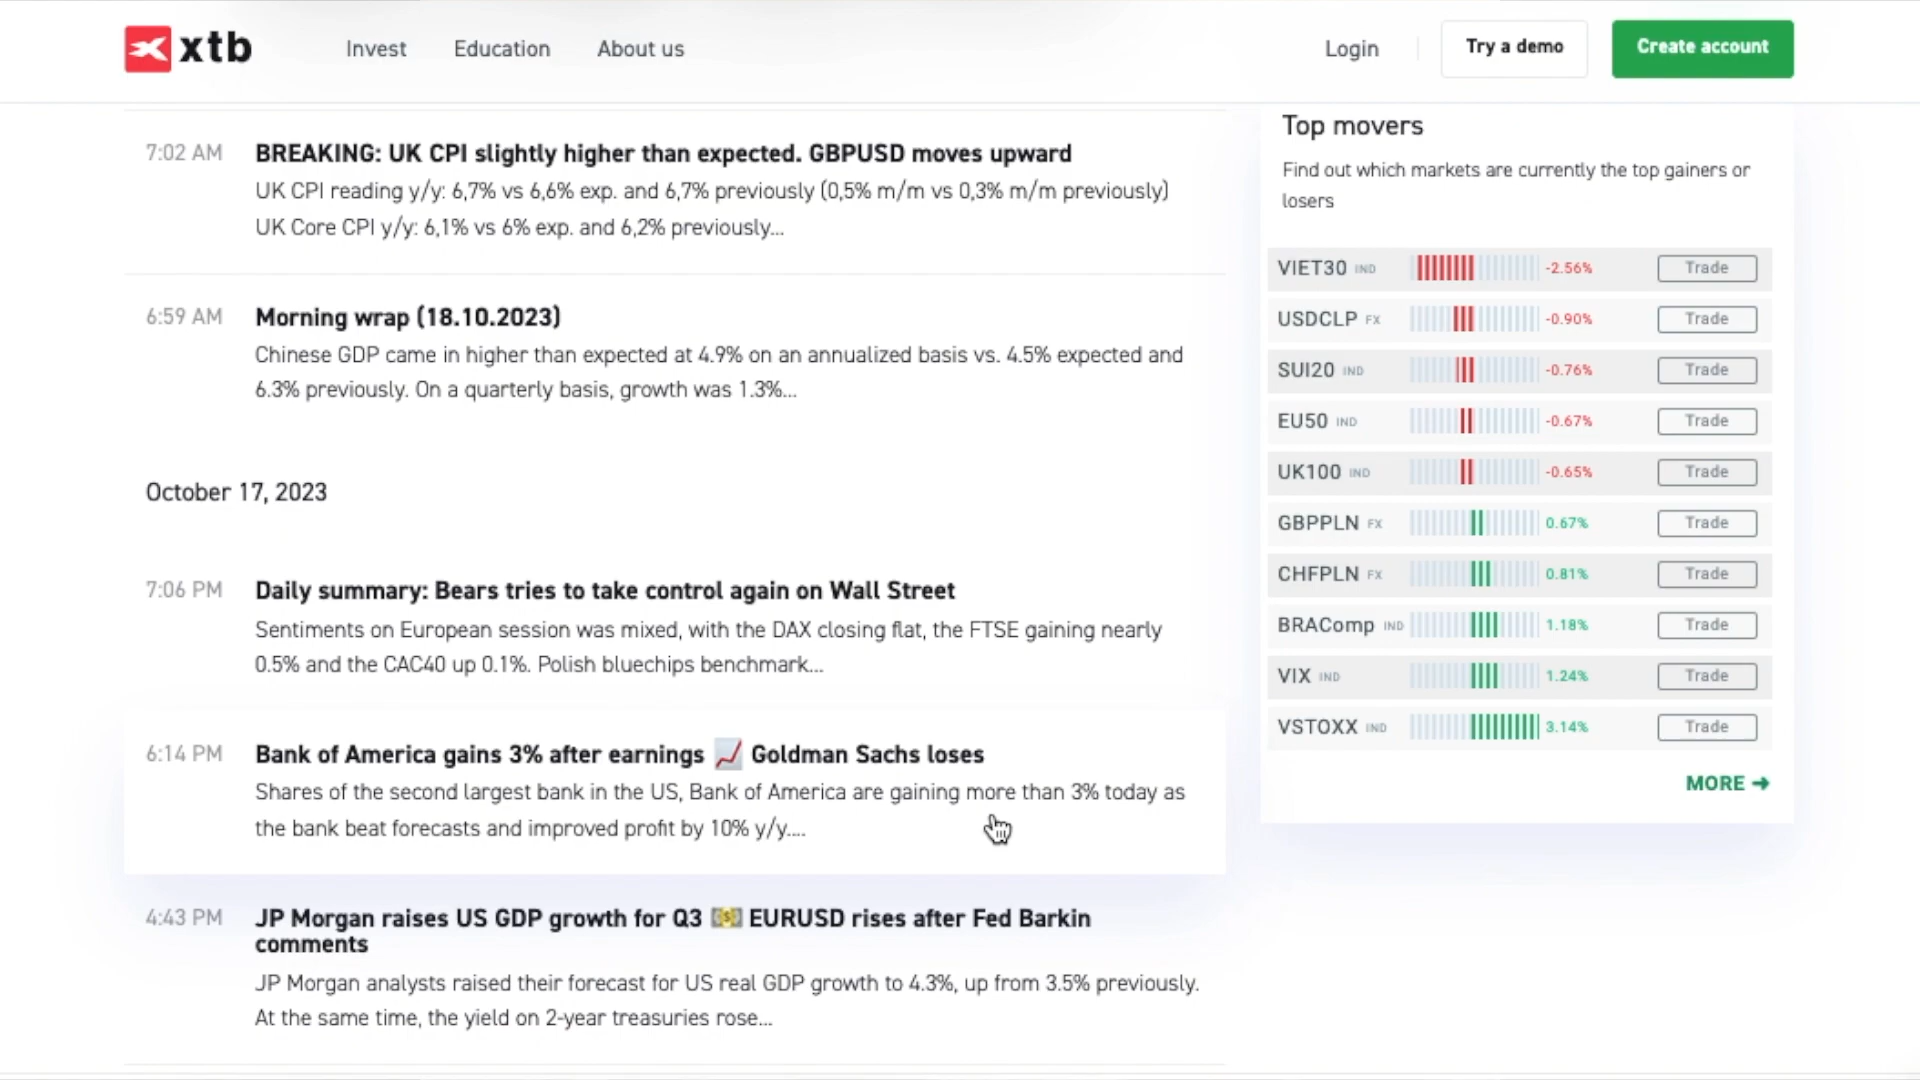 xtb
Invest
Education
About us
Login
Try a demo
Create account
7:02 AM
BREAKING: UK CPI slightly higher than expected. GBPUSD moves upward
UK CPI reading y/y: 6,7% vs 6,6% exp. and 6,7% previously (0,5% m/m vs 0,3% m/m previously)
UK Core CPI y/y: 6,1% vs 6% exp. and 6,2% previously...
6:59 AM
Morning wrap (18.10.2023)
Chinese GDP came in higher than expected at 4.9% on an annualized basis vs. 4.5% expected and
6.3% previously. On a quarterly basis, growth was 1.3%...
October 17, 2023
7:06 PM
Daily summary: Bears tries to take control again on Wall Street
Sentiments on European session was mixed, with the DAX closing flat, the FTSE gaining nearly
0.5% and the CAC40 up 0.1%. Polish bluechips benchmark...
6:14 PM
Bank of America gains 3% after earnings 📈 Goldman Sachs loses
Shares of the second largest bank in the US, Bank of America are gaining more than 3% today as
the bank beat forecasts and improved profit by 10% y/y....
4:43 PM
JP Morgan raises US GDP growth for Q3 💵 EURUSD rises after Fed Barkin
comments
JP Morgan analysts raised their forecast for US real GDP growth to 4.3%, up from 3.5% previously.
At the same time, the yield on 2-year treasuries rose...
Top movers
Find out which markets are currently the top gainers or
losers
VIET30 IND -2.56% Trade
USDCLP FX -0.90% Trade
SUI20 IND -0.76% Trade
EU50 IND -0.67% Trade
UK100 IND -0.65% Trade
GBPPLN FX 0.67% Trade
CHFPLN FX 0.81% Trade
BRAComp IND 1.18% Trade
VIX IND 1.24% Trade
VSTOXX IND 3.14% Trade
MORE →